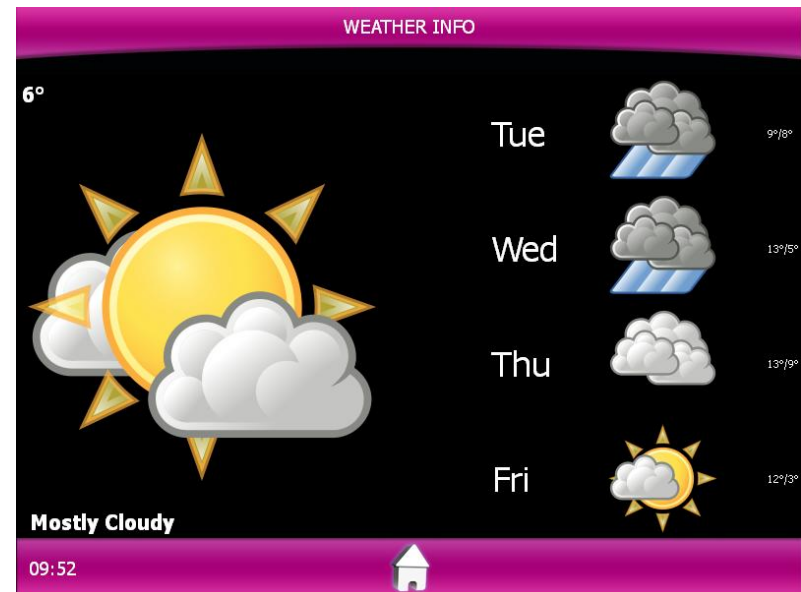 WEATHER INFO
6°
Tue
9°/8°
Wed
13°/5°
Thu
13°/9°
Fri
12°/3°
Mostly Cloudy
09:52